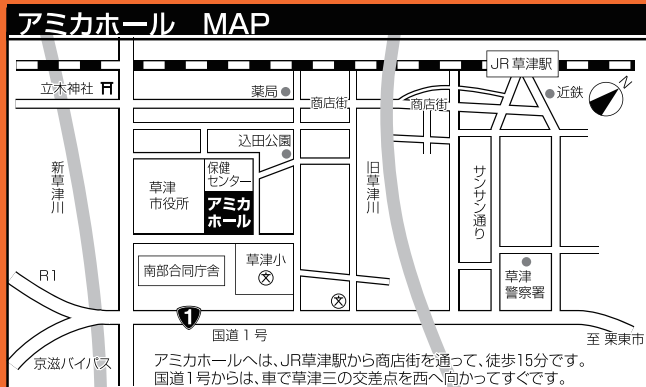 アミカホール　MAP
JR 草津駅
立木神社
薬局
商店街
商店街
近鉄
N
込田公園
新草津川
草津
市役所
保健
センター
アミカ
ホール
旧草津川
サンサン通り
R1
南部合同庁舎
草津小
文
文
草津
警察署
1
国道 1 号
至 栗東市
京滋バイパス
アミカホールへは、JR草津駅から商店街を通って、徒歩15分です。
国道1号からは、車で草津三の交差点を西へ向かってすぐです。